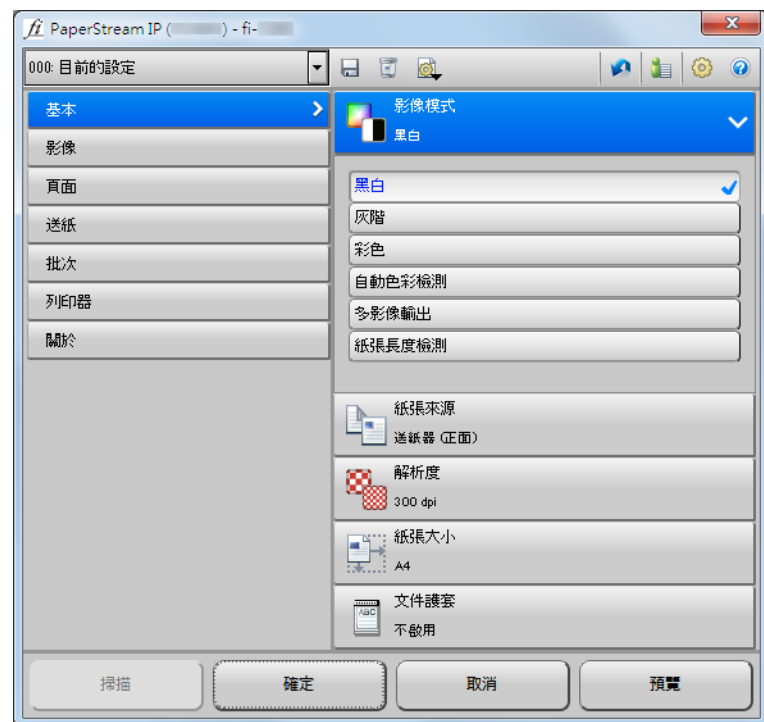 fi PaperStream IP ( ) - fi-
000: 目前的設定
基本
影像
頁面
送紙
批次
列印器
關於
影像模式
黑白
黑白
灰階
彩色
自動色彩檢測
多影像輸出
紙張長度檢測
紙張來源
送紙器 (正面)
解析度
300 dpi
紙張大小
A4
ABC
文件護套
不啟用
掃描
確定
取消
預覽